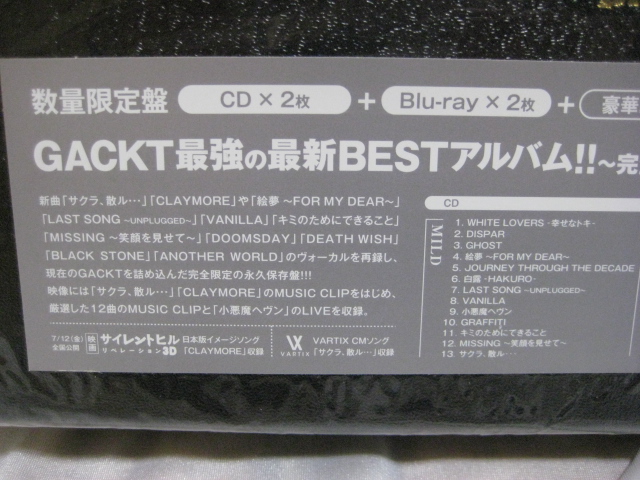 数量限定盤 CD × 2枚 + Blu-ray × 2枚 + 豪華
GACKT最強の最新BESTアルバム!!~完
新曲「サクラ、散ル…」「CLAYMORE」や「絵夢 ~FOR MY DEAR~」
「LAST SONG ~UNPLUGGED~」「VANILLA」「キミのためにできること」
「MISSING ~笑顔を見せて~」「DOOMSDAY」「DEATH WISH」
「BLACK STONE」「ANOTHER WORLD」のヴォーカルを再録し、
現在のGACKTを詰め込んだ完全限定の永久保存盤!!!
映像には「サクラ、散ル…」「CLAYMORE」のMUSIC CLIPをはじめ、
厳選した12曲のMUSIC CLIPと「小悪魔ヘヴン」のLIVEを収録。
7/12(金)
全国公開
映画
サイレントヒル
リベレーション3D
日本版イメージソング
「CLAYMORE」収録
VARTIX
VARTIX CMソング
「サクラ、散ル…」収録
CD
MILD
1. WHITE LOVERS -幸せなトキ-
2. DISPAR
3. GHOST
4. 絵夢 ~FOR MY DEAR~
5. JOURNEY THROUGH THE DECADE
6. 白露 -HAKURO-
7. LAST SONG ~UNPLUGGED~
8. VANILLA
9. 小悪魔ヘヴン
10. GRAFFITI
11. キミのためにできること
12. MISSING ~笑顔を見せて~
13. サクラ、散ル…